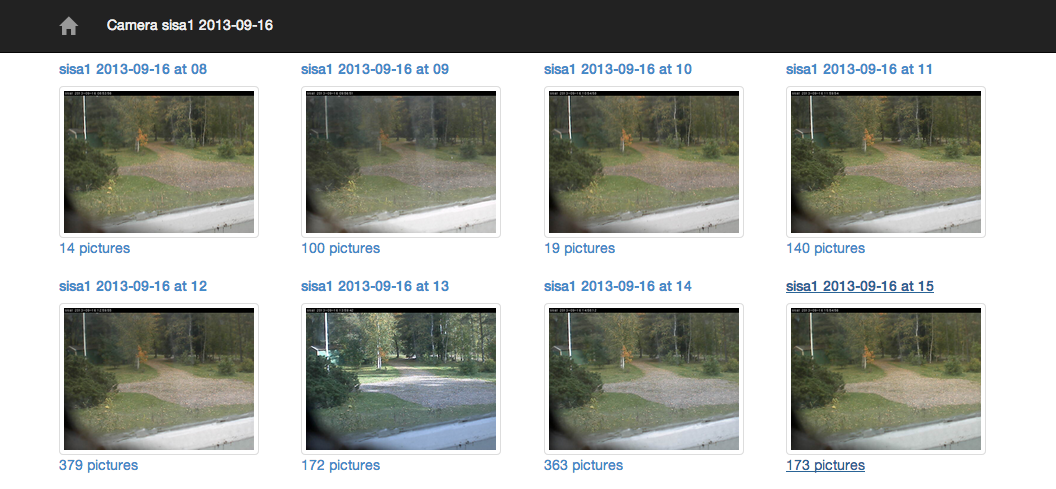 Camera sisa1 2013-09-16
sisa1 2013-09-16 at 08
sisa1 2013-09-16 at 09
sisa1 2013-09-16 at 10
sisa1 2013-09-16 at 11
14 pictures
100 pictures
19 pictures
140 pictures
sisa1 2013-09-16 at 12
sisa1 2013-09-16 at 13
sisa1 2013-09-16 at 14
sisa1 2013-09-16 at 15
379 pictures
172 pictures
363 pictures
173 pictures